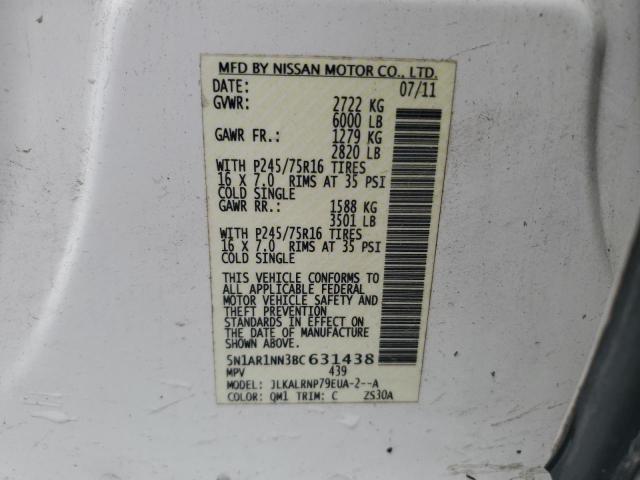 MFD BY NISSAN MOTOR CO., LTD.
DATE: 07/11
GVWR: 2722 KG
6000 LB
GAWR FR.: 1279 KG
2820 LB
WITH P245/75R16 TIRES
16 X 7.0 RIMS AT 35 PSI
COLD SINGLE
GAWR RR.: 1588 KG
3501 LB
WITH P245/75R16 TIRES
16 X 7.0 RIMS AT 35 PSI
COLD SINGLE
THIS VEHICLE CONFORMS TO
ALL APPLICABLE FEDERAL
MOTOR VEHICLE SAFETY AND
THEFT PREVENTION
STANDARDS IN EFFECT ON
THE DATE OF MANUFACTURE
SHOWN ABOVE.
5N1AR1NN3BC631438
MPV 439
MODEL: JLKALRNP79EUA-2--A
COLOR: QM1 TRIM: C ZS30A